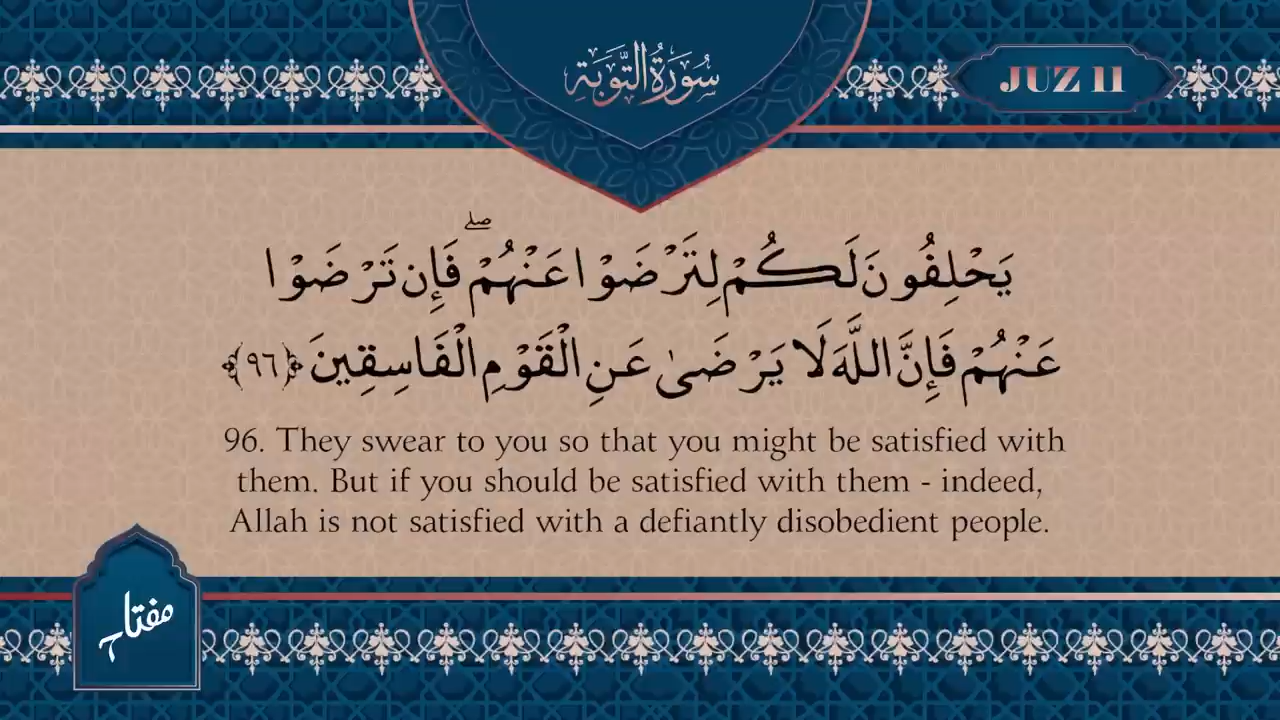 سُورَةُ التَّوْبَةِ
JUZ 11
يَحْلِفُونَ لَكُمْ لِتَرْضَوْا عَنْهُمْ ۖ فَإِن تَرْضَوْا
عَنْهُمْ فَإِنَّ اللَّهَ لَا يَرْضَىٰ عَنِ الْقَوْمِ الْفَاسِقِينَ ﴿٩٦﴾
96. They swear to you so that you might be satisfied with
them. But if you should be satisfied with them - indeed,
Allah is not satisfied with a defiantly disobedient people.
مفتاح